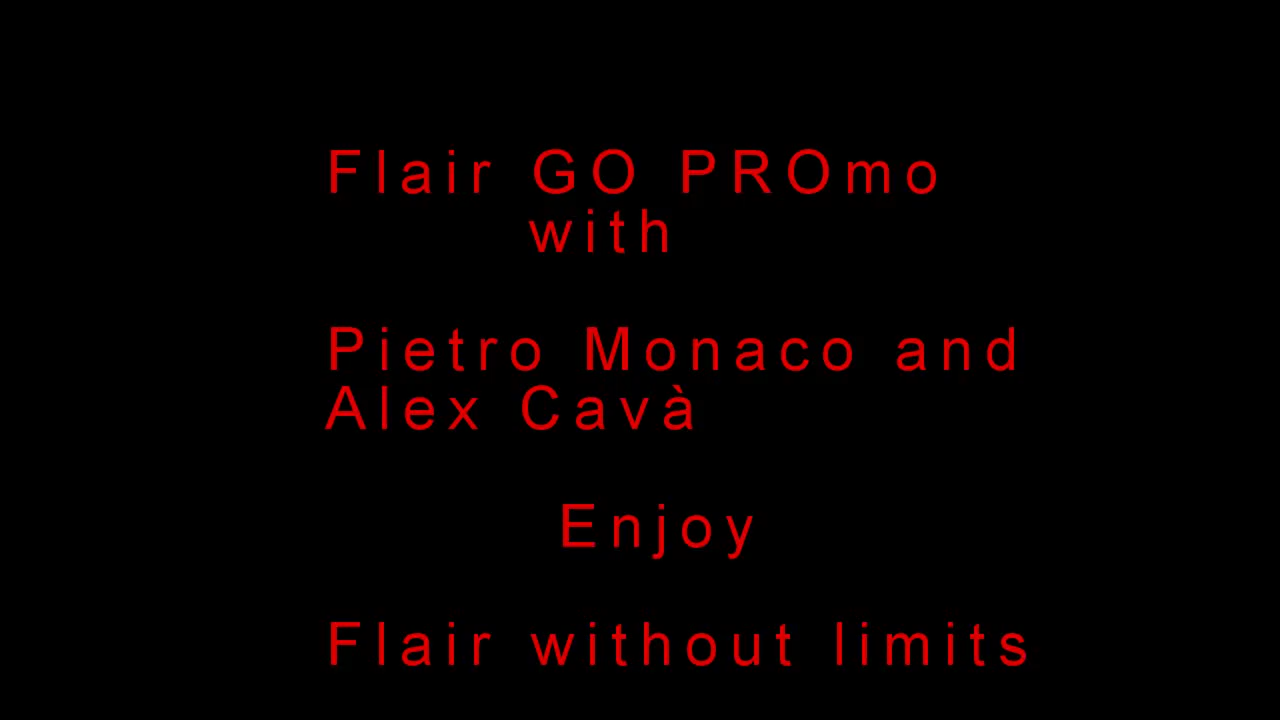 Flair GO PROmo
with
Pietro Monaco and
Alex Cavà
Enjoy
Flair without limits